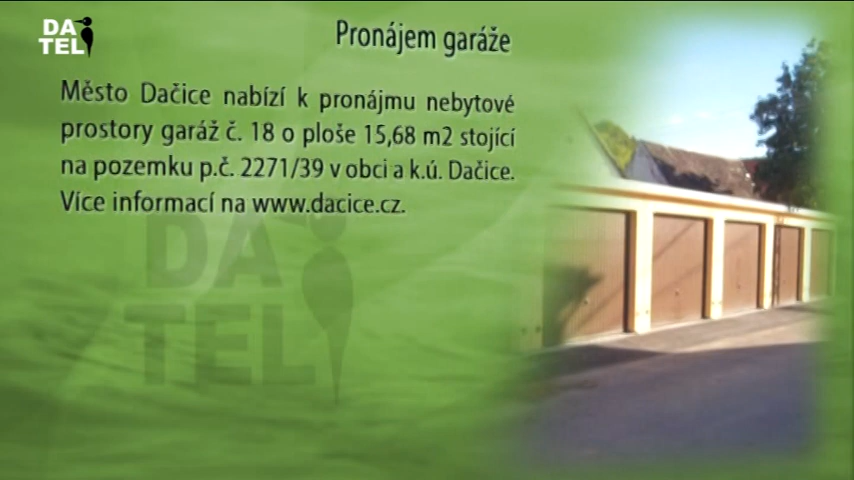 DA
TEL
Pronájem garáže
Město Dačice nabízí k pronájmu nebytové
prostory garáž č. 18 o ploše 15,68 m2 stojící
na pozemku p.č. 2271/39 v obci a k.ú. Dačice.
Více informací na www.dacice.cz.
DA
TEL